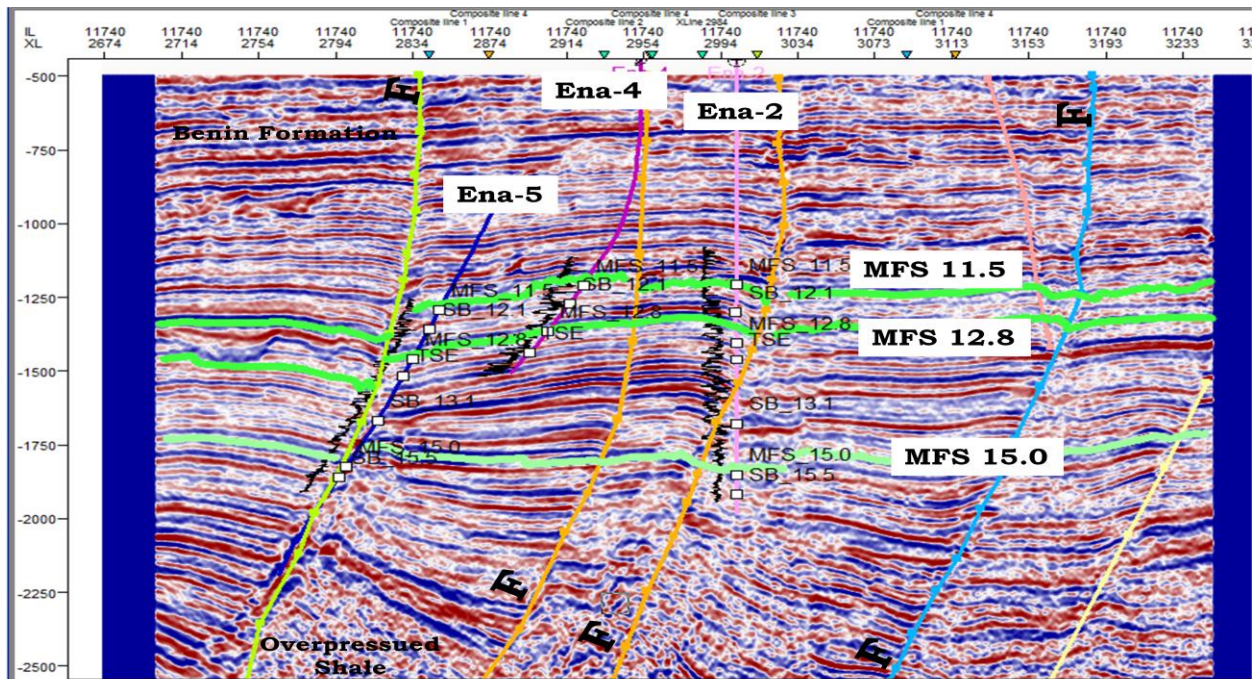 Composite line 4 Composite line 4 Composite line 4
Composite line 1 Composite line 2 XLine 2984 Composite line 3 Composite line 1
IL 11740 11740 11740 11740 11740 11740 11740 11740 11740 11740 11740 11740 11740 11740 11740
XL 2674 2714 2754 2794 2834 2874 2914 2954 2994 3034 3073 3113 3153 3193 3233
-500
F
Ena-4
Ena-2
F
Benin Formation
-750
Ena-5
-1000
MFS_11.5 MFS_11.5 MFS 11.5
-1250
MFS_11.5 SB_12.1 SB_12.1
SB_12.1 MFS_12.8 MFS_12.8 MFS 12.8
MFS_12.8 TSE TSE
TSE
-1500
SB_13.1 SB_13.1
-1750
MFS_15.0 MFS_15.0 MFS 15.0
SB_15.5 SB_15.5
-2000
-2250
F
F
F
Overpressued
Shale
-2500